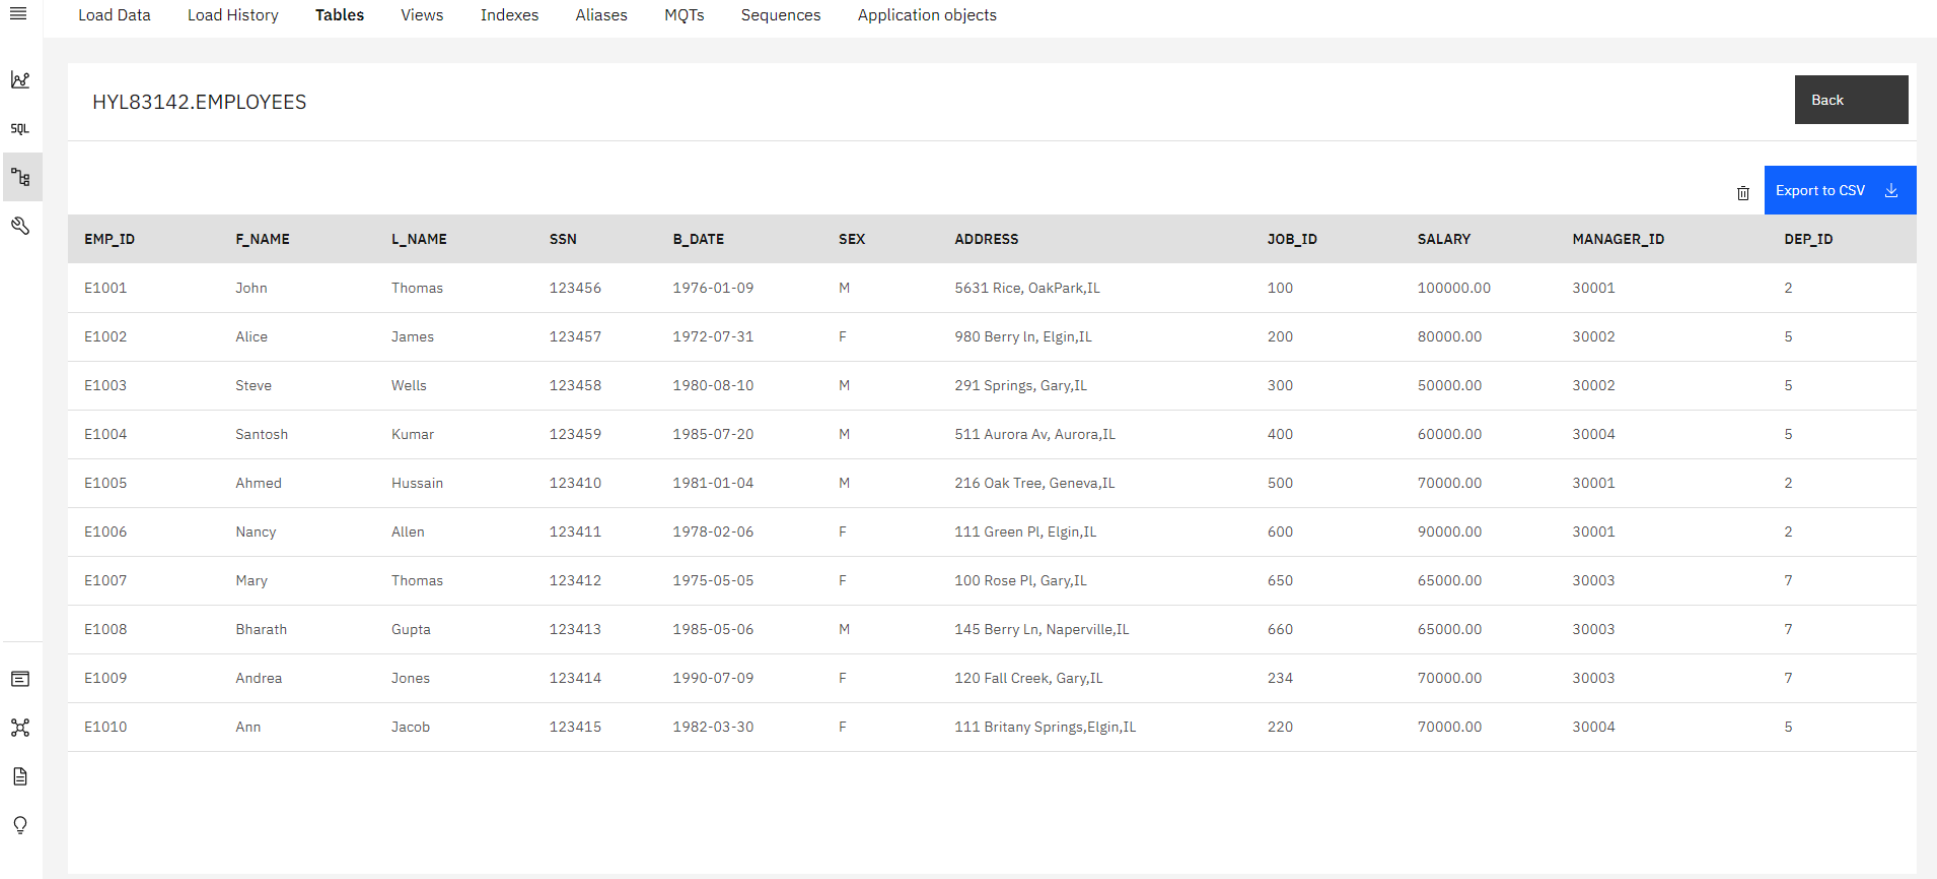 Load Data Load History Tables Views Indexes Aliases MQTs Sequences Application objects
SQL
HYL83142.EMPLOYEES
Back
Export to CSV
EMP_ID F_NAME L_NAME SSN B_DATE SEX ADDRESS JOB_ID SALARY MANAGER_ID DEP_ID
E1001 John Thomas 123456 1976-01-09 M 5631 Rice, OakPark,IL 100 100000.00 30001 2
E1002 Alice James 123457 1972-07-31 F 980 Berry ln, Elgin,IL 200 80000.00 30002 5
E1003 Steve Wells 123458 1980-08-10 M 291 Springs, Gary,IL 300 50000.00 30002 5
E1004 Santosh Kumar 123459 1985-07-20 M 511 Aurora Av, Aurora,IL 400 60000.00 30004 5
E1005 Ahmed Hussain 123410 1981-01-04 M 216 Oak Tree, Geneva,IL 500 70000.00 30001 2
E1006 Nancy Allen 123411 1978-02-06 F 111 Green Pl, Elgin,IL 600 90000.00 30001 2
E1007 Mary Thomas 123412 1975-05-05 F 100 Rose Pl, Gary,IL 650 65000.00 30003 7
E1008 Bharath Gupta 123413 1985-05-06 M 145 Berry Ln, Naperville,IL 660 65000.00 30003 7
E1009 Andrea Jones 123414 1990-07-09 F 120 Fall Creek, Gary,IL 234 70000.00 30003 7
E1010 Ann Jacob 123415 1982-03-30 F 111 Britany Springs,Elgin,IL 220 70000.00 30004 5